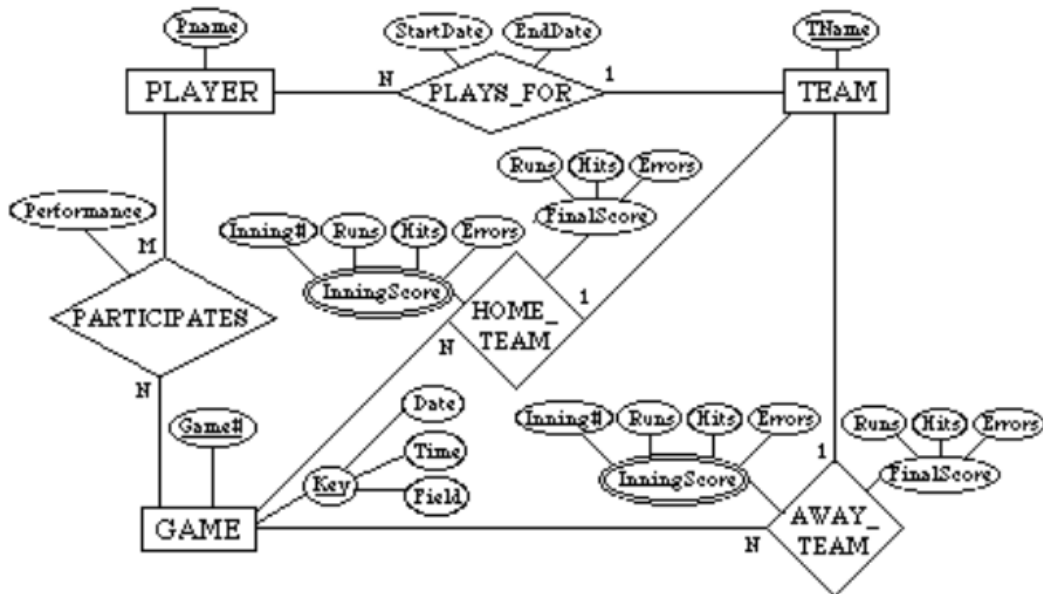 Pname
StartDate
EndDate
TName
PLAYER
N
PLAYS_FOR
1
TEAM
Runs
Hits
Errors
Performance
FinalScore
Inning#
Runs
Hits
Errors
M
InningScore
1
PARTICIPATES
HOME_
TEAM
N
N
Date
Game#
Time
Key
Field
Inning#
Runs
Hits
Errors
Runs
Hits
Errors
1
InningScore
FinalScore
GAME
N
AWAY_
TEAM